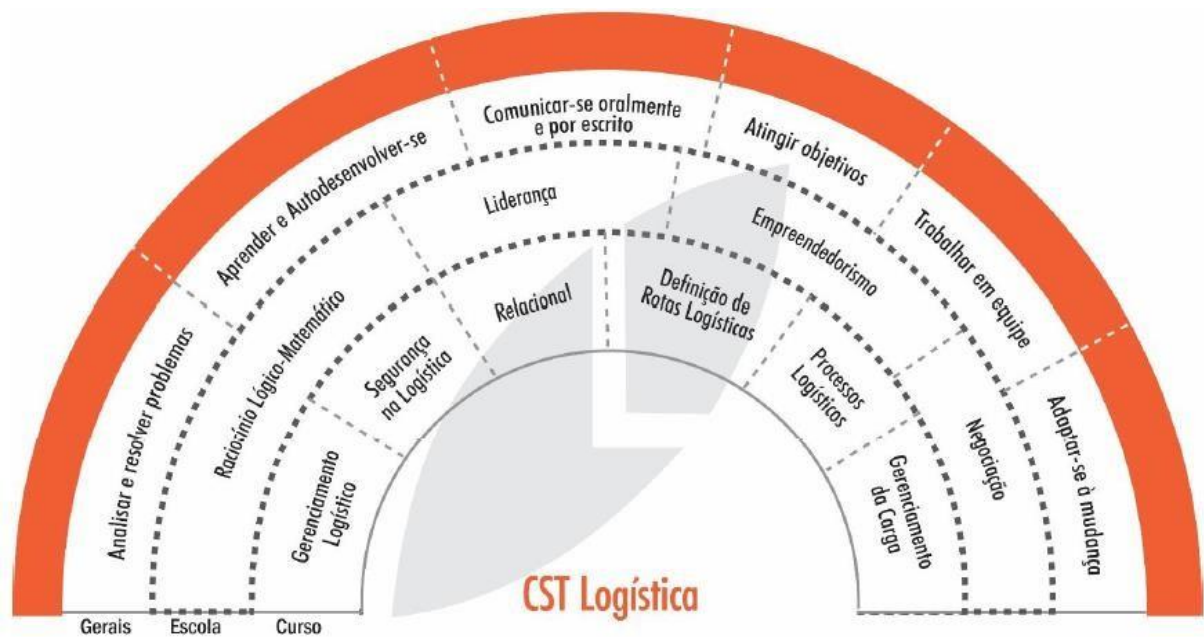 Analisar e resolver problemas
Aprender e Autodesenvolver-se
Comunicar-se oralmente
e por escrito
Atingir objetivos
Trabalhar em equipe
Adaptar-se à mudança
Raciocínio Lógico-Matemático
Liderança
Empreendedorismo
Negociação
Gerenciamento
Logístico
Segurança
na Logística
Relacional
Definição de
Rotas Logísticas
Processos
Logísticos
Gerenciamento
da Carga
CST Logística
Gerais
Escola
Curso